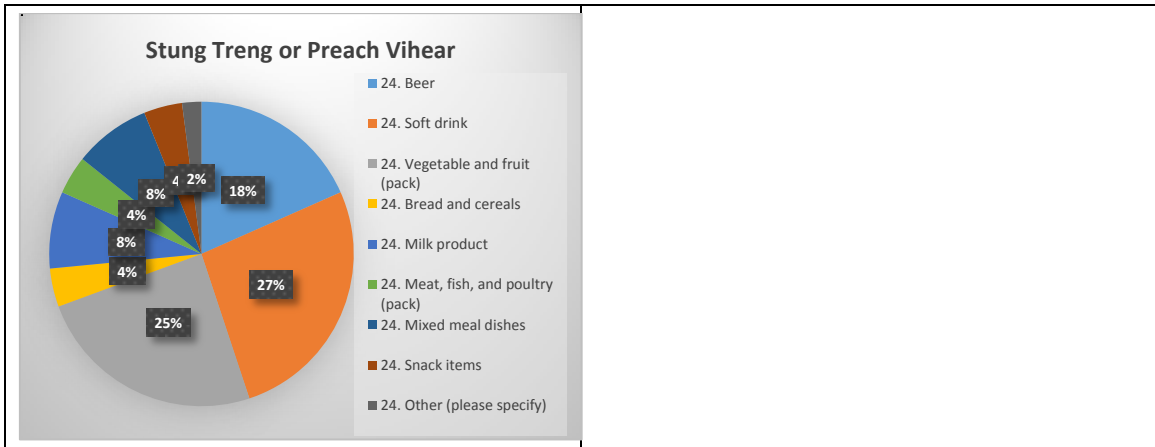 Stung Treng or Preach Vihear
24. Beer
24. Soft drink
24. Vegetable and fruit
(pack)
24. Bread and cereals
24. Milk product
24. Meat, fish, and poultry
(pack)
24. Mixed meal dishes
24. Snack items
24. Other (please specify)
4
2%
8%
18%
4%
8%
4%
27%
25%